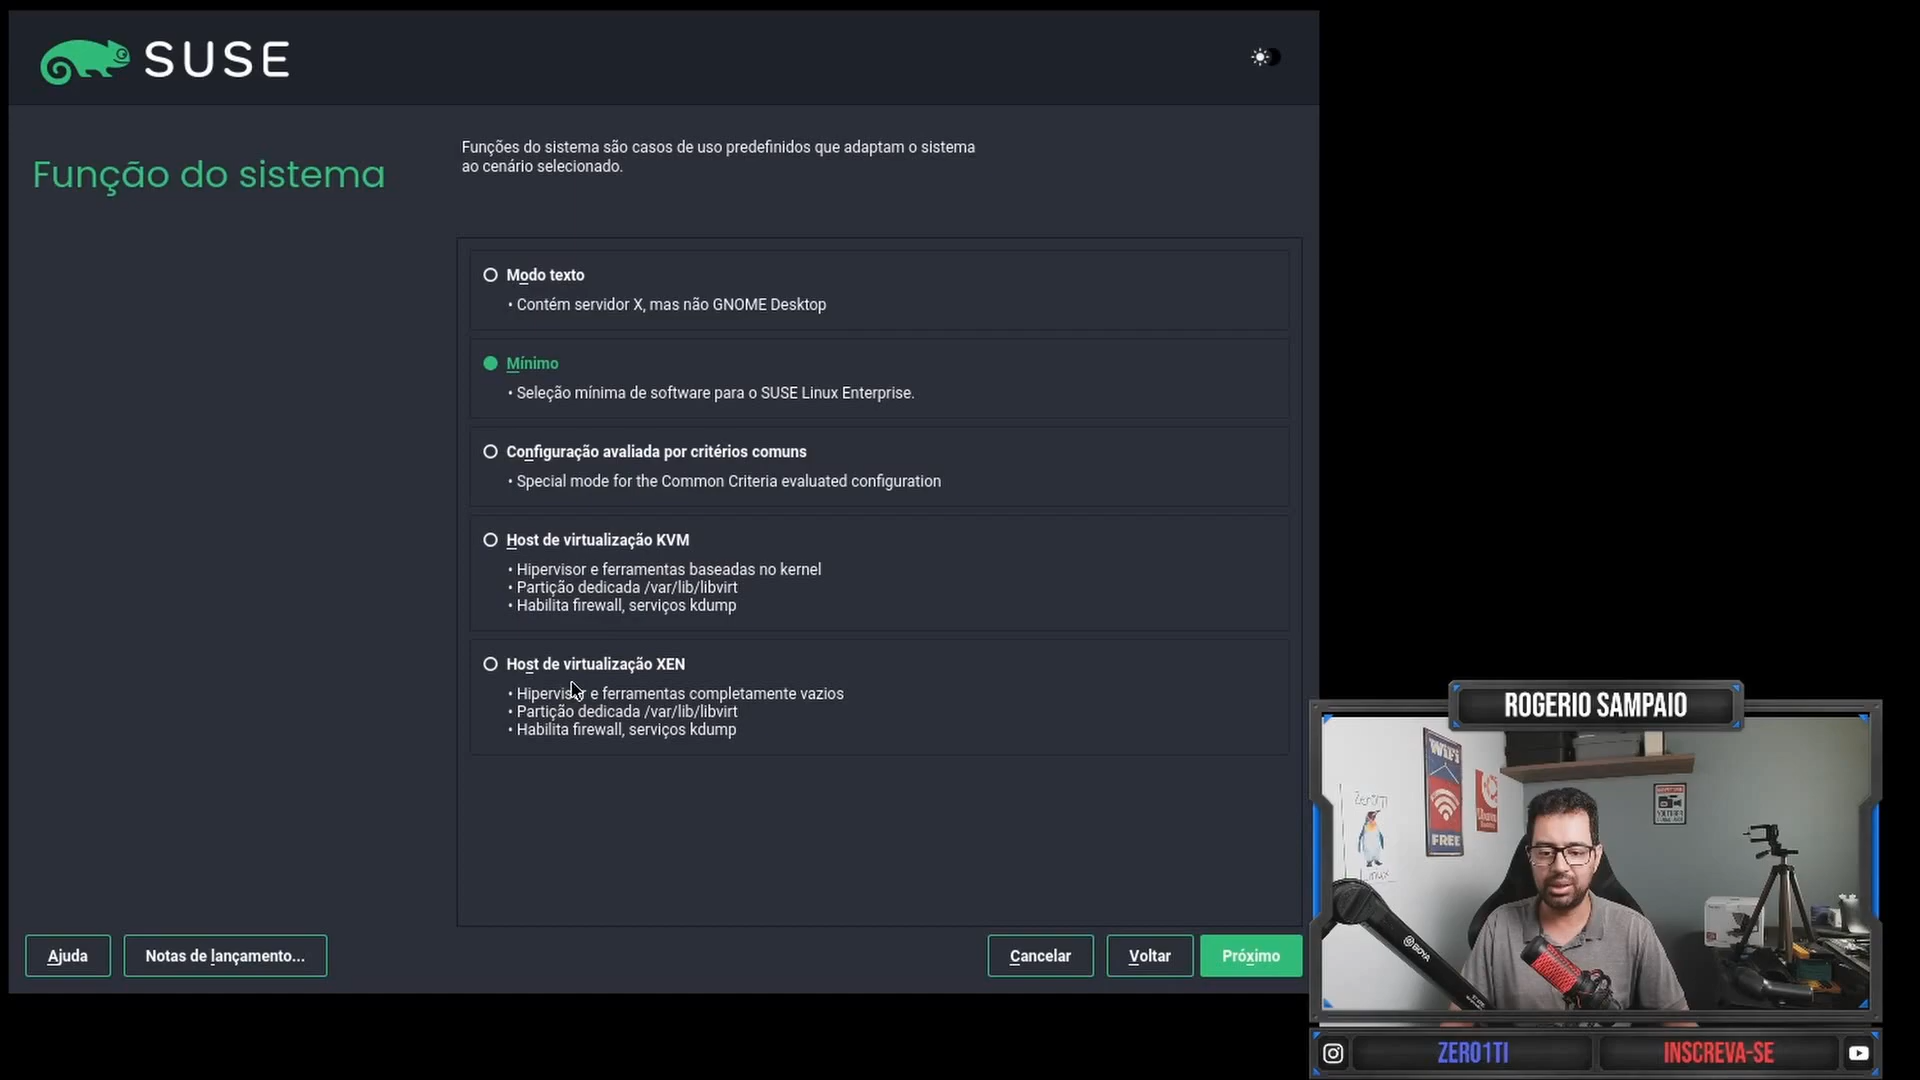 SUSE
Função do sistema
Funções do sistema são casos de uso predefinidos que adaptam o sistema
ao cenário selecionado.
Modo texto
• Contém servidor X, mas não GNOME Desktop
Mínimo
• Seleção mínima de software para o SUSE Linux Enterprise.
Configuração avaliada por critérios comuns
• Special mode for the Common Criteria evaluated configuration
Host de virtualização KVM
• Hipervisor e ferramentas baseadas no kernel
• Partição dedicada /var/lib/libvirt
• Habilita firewall, serviços kdump
Host de virtualização XEN
• Hipervisor e ferramentas completamente vazios
• Partição dedicada /var/lib/libvirt
• Habilita firewall, serviços kdump
Ajuda
Notas de lançamento...
Cancelar
Voltar
Próximo
ROGERIO SAMPAIO
WiFi
FREE
Linux
BOYA
ZERO1TI
INSCREVA-SE